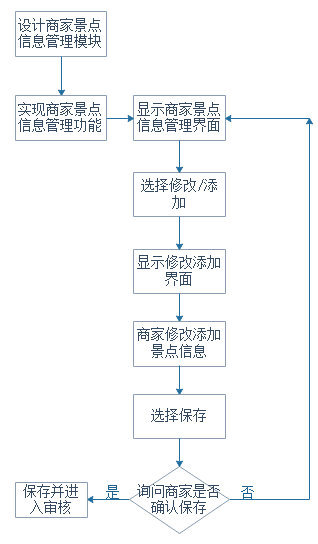 设计商家景点
信息管理模块
实现商家景点
信息管理功能
显示商家景点
信息管理界面
选择修改/添
加
显示修改添加
界面
商家修改添加
景点信息
选择保存
询问商家是否
确认保存
是
否
保存并进
入审核